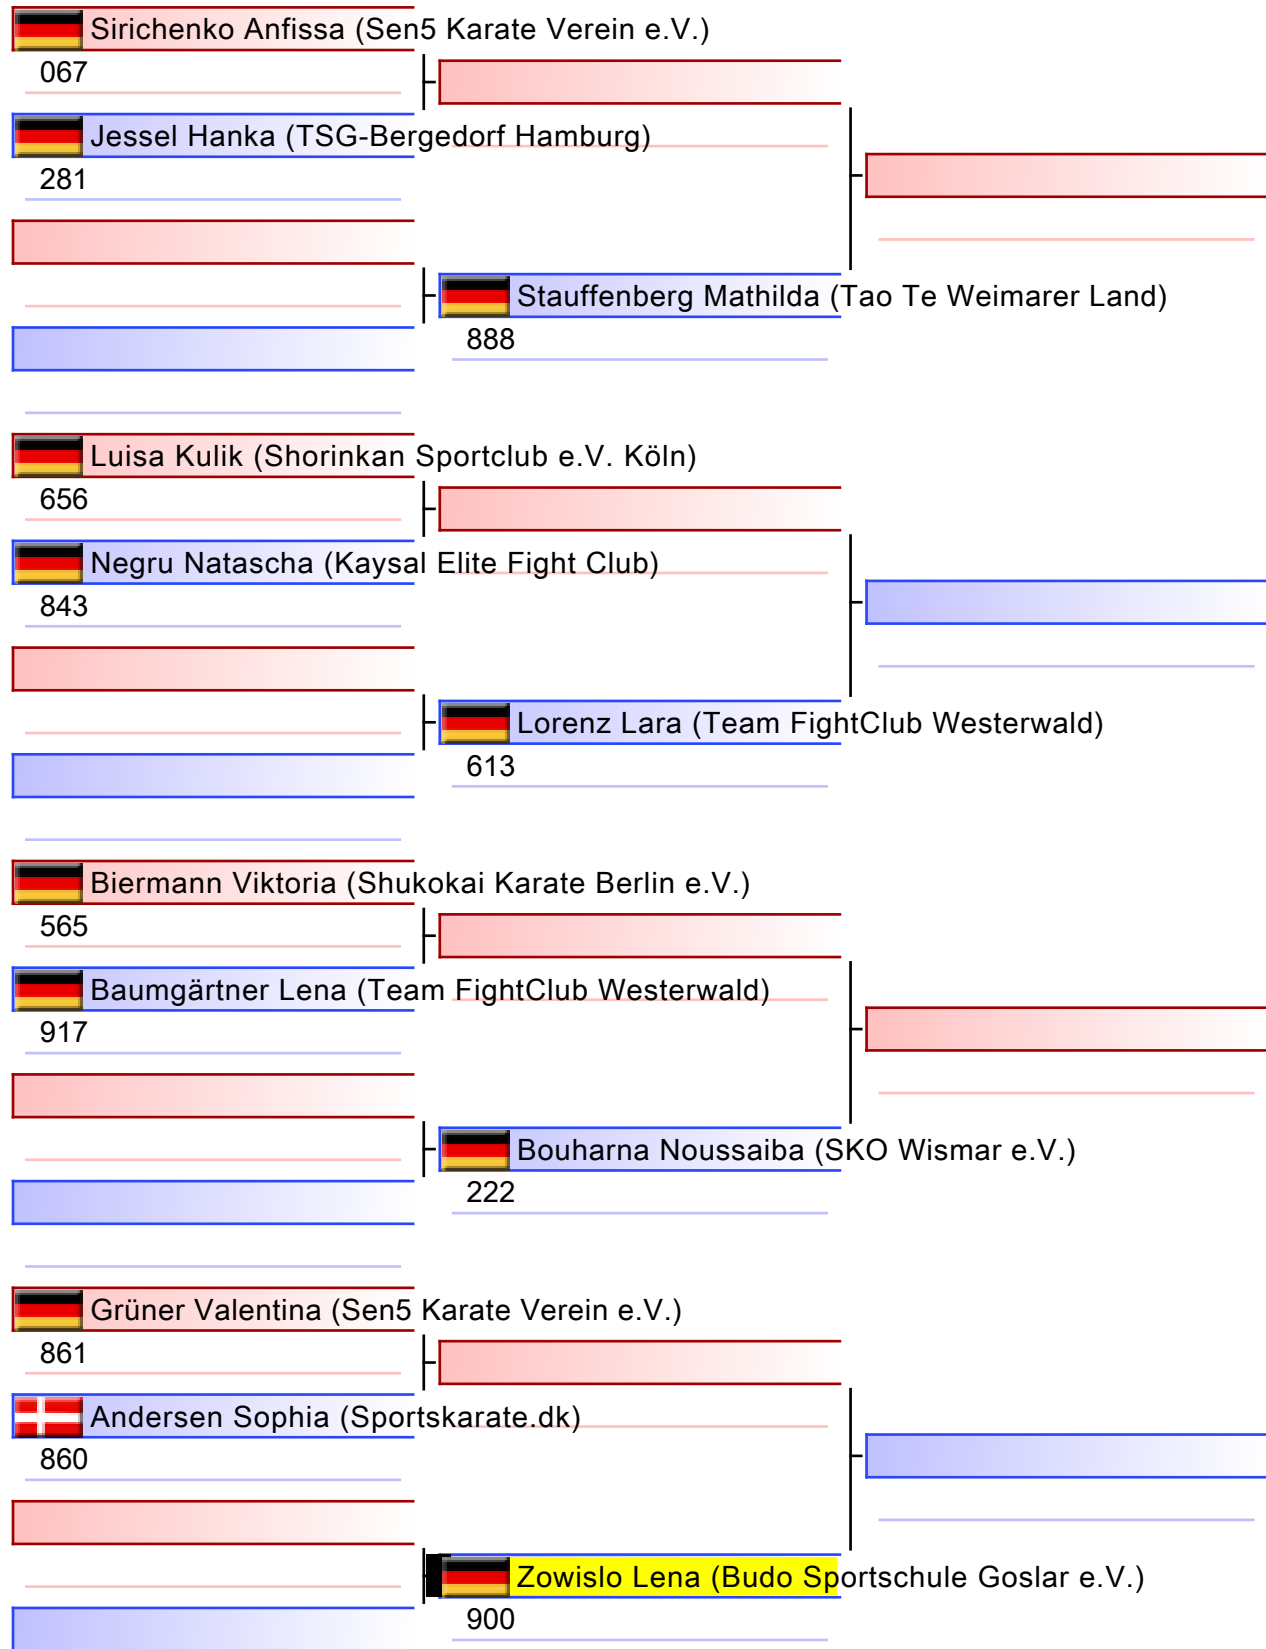 Sirichenko Anfissa (Sen5 Karate Verein e.V.)
067
Jessel Hanka (TSG-Bergedorf Hamburg)
281
Stauffenberg Mathilda (Tao Te Weimarer Land)
888
Luisa Kulik (Shorinkan Sportclub e.V. Köln)
656
Negru Natascha (Kaysal Elite Fight Club)
843
Lorenz Lara (Team FightClub Westerwald)
613
Biermann Viktoria (Shukokai Karate Berlin e.V.)
565
Baumgärtner Lena (Team FightClub Westerwald)
917
Bouharna Noussaiba (SKO Wismar e.V.)
222
Grüner Valentina (Sen5 Karate Verein e.V.)
861
Andersen Sophia (Sportskarate.dk)
860
Zowislo Lena (Budo Sportschule Goslar e.V.)
900